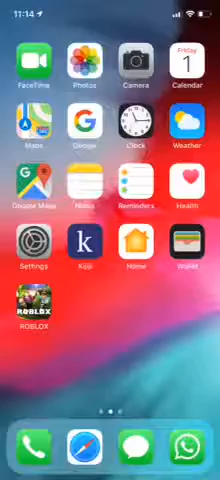 11:14
FaceTime
Photos
Camera
Friday
1
Calendar
Maps
Google
Clock
Weather
Google Maps
Notes
Reminders
Health
Settings
k
Kijiji
Home
Wallet
ROBLOX
ROBLOX